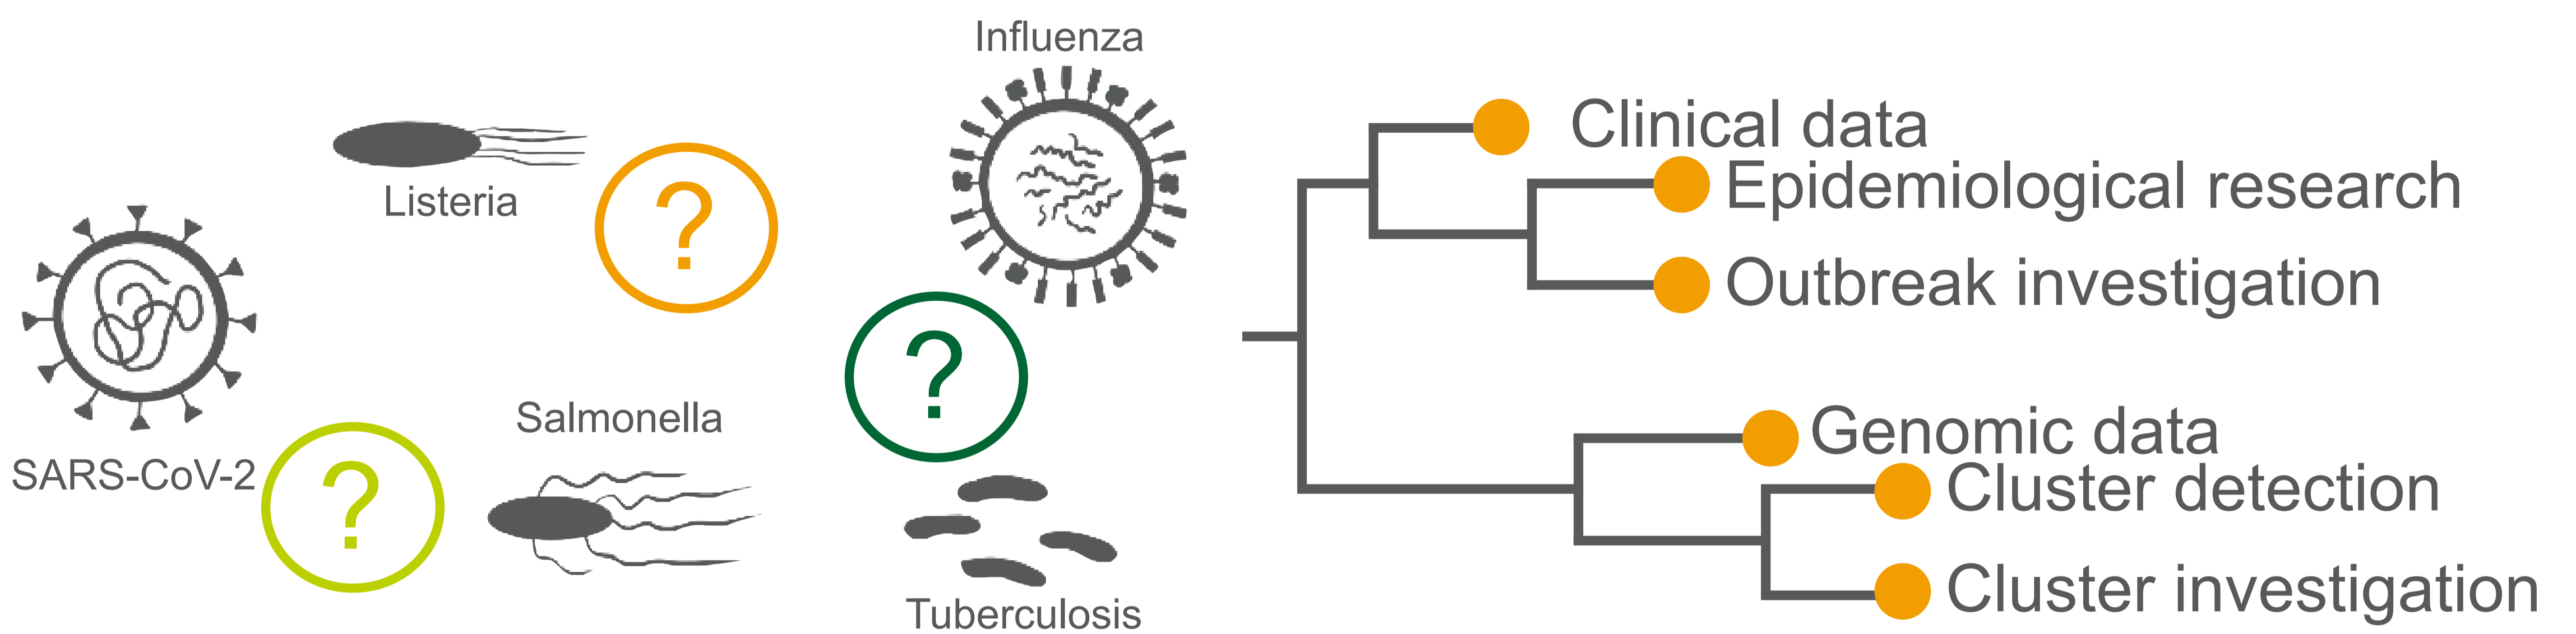 Influenza
Listeria
?
SARS-CoV-2
?
Salmonella
?
Tuberculosis
Clinical data
Epidemiological research
Outbreak investigation
Genomic data
Cluster detection
Cluster investigation